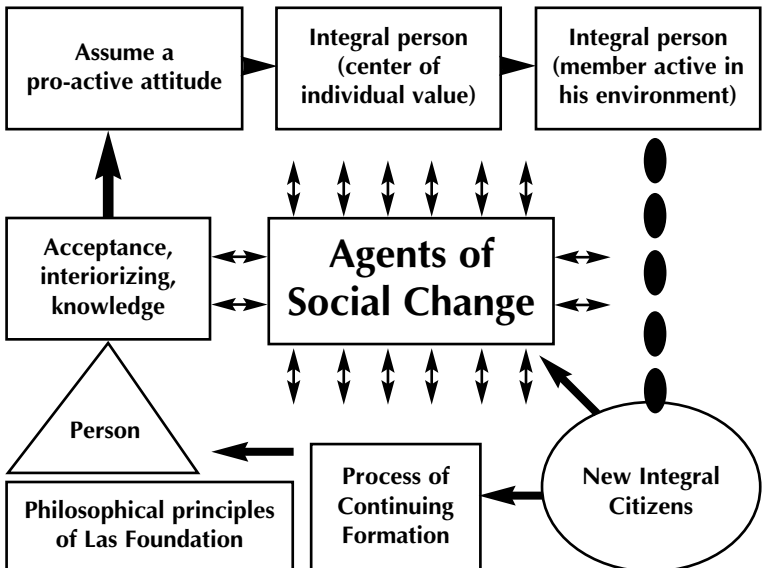 Assume a
pro-active attitude
Integral person
(center of
individual value)
Integral person
(member active in
his environment)
Acceptance,
interiorizing,
knowledge
Agents of
Social Change
Person
Philosophical principles
of Las Foundation
Process of
Continuing
Formation
New Integral
Citizens